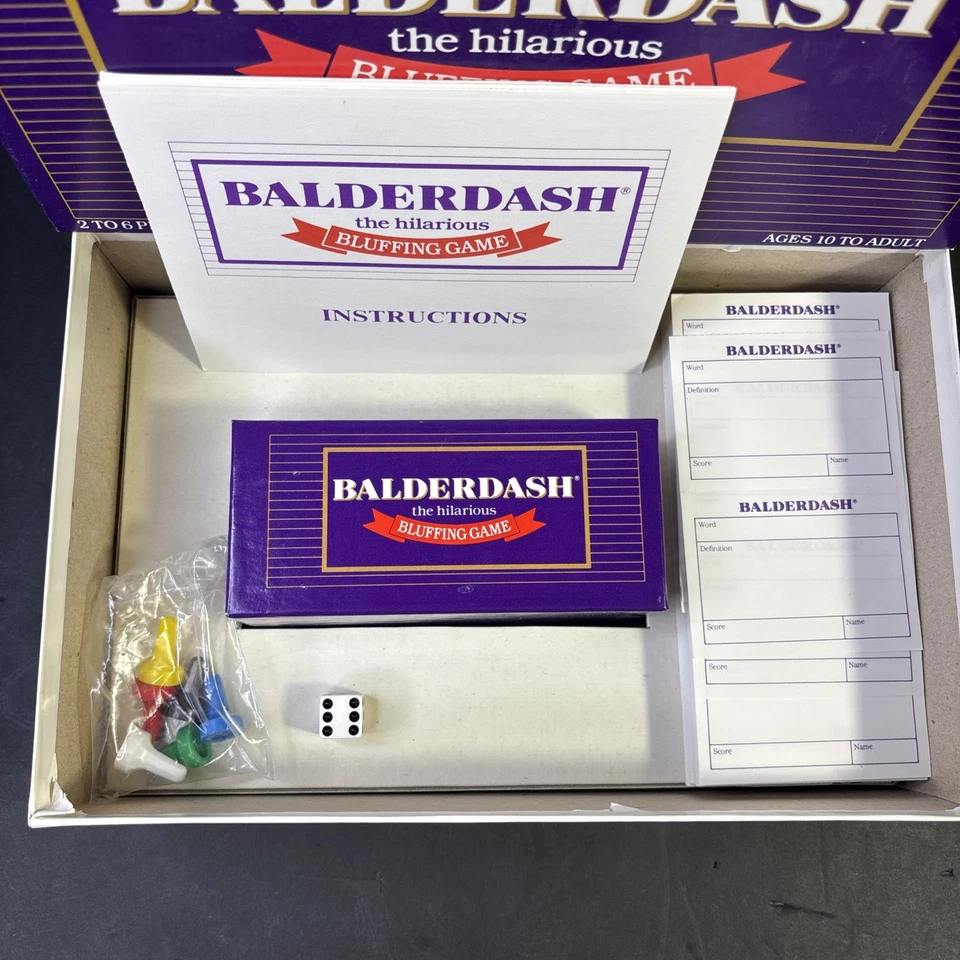 BALDERDASH
the hilarious
BLUFFING GAME
2 TO 6 P
AGES 10 TO ADULT
BALDERDASH®
the hilarious
BLUFFING GAME
INSTRUCTIONS
BALDERDASH®
the hilarious
BLUFFING GAME
BALDERDASH®
Word
BALDERDASH®
Word
Definition
Score Name
BALDERDASH®
Word
Definition
Score Name
Score Name
Score Name